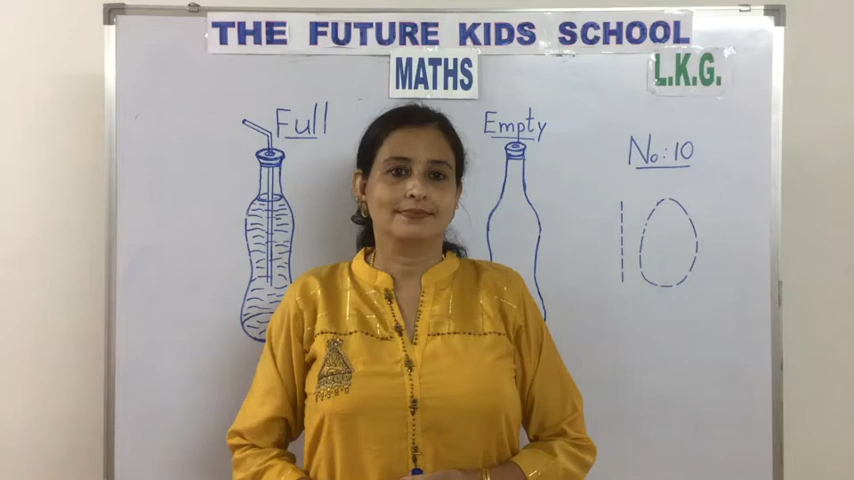 THE FUTURE KIDS SCHOOL
MATHS
L.K.G.
Full
Empty
No: 10
10